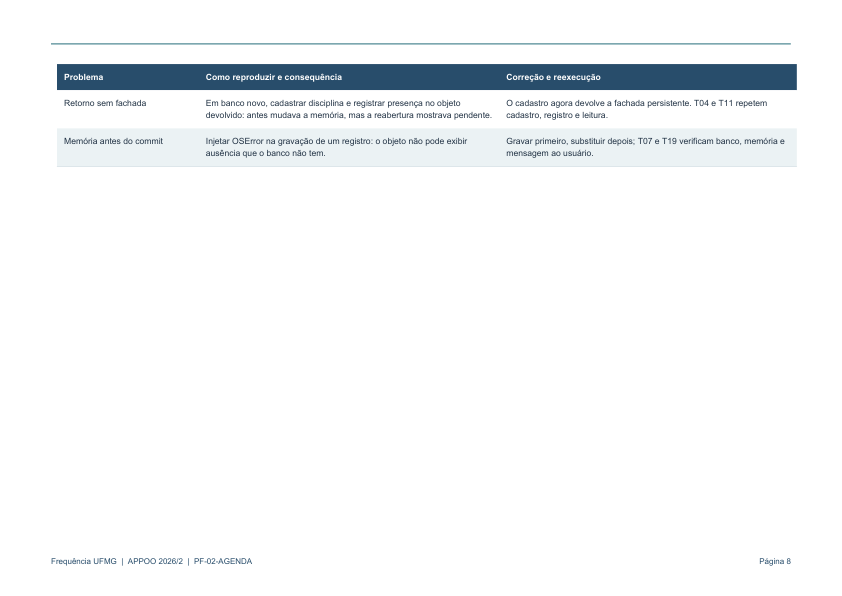 Problema Como reproduzir e consequência Correção e reexecução
Retorno sem fachada Em banco novo, cadastrar disciplina e registrar presença no objeto O cadastro agora devolve a fachada persistente. T04 e T11 repetem
devolvido: antes mudava a memória, mas a reabertura mostrava pendente. cadastro, registro e leitura.
Memória antes do commit Injetar OSError na gravação de um registro: o objeto não pode exibir Gravar primeiro, substituir depois; T07 e T19 verificam banco, memória e
ausência que o banco não tem. mensagem ao usuário.
Frequência UFMG | APPOO 2026/2 | PF-02-AGENDA Página 8